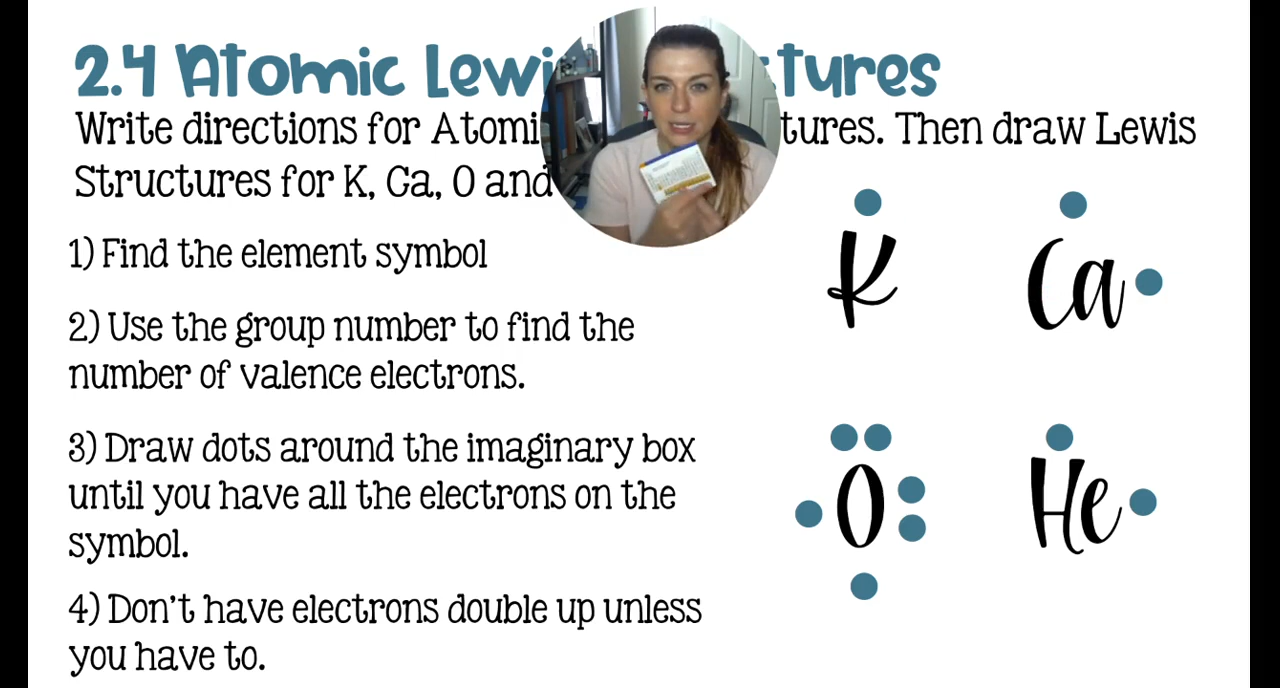 2.4 Atomic Lewi tures
Write directions for Atomi tures. Then draw Lewis
Structures for K, Ca, O and
1) Find the element symbol
2) Use the group number to find the
number of valence electrons.
3) Draw dots around the imaginary box
until you have all the electrons on the
symbol.
4) Don't have electrons double up unless
you have to.
K Ca
O He